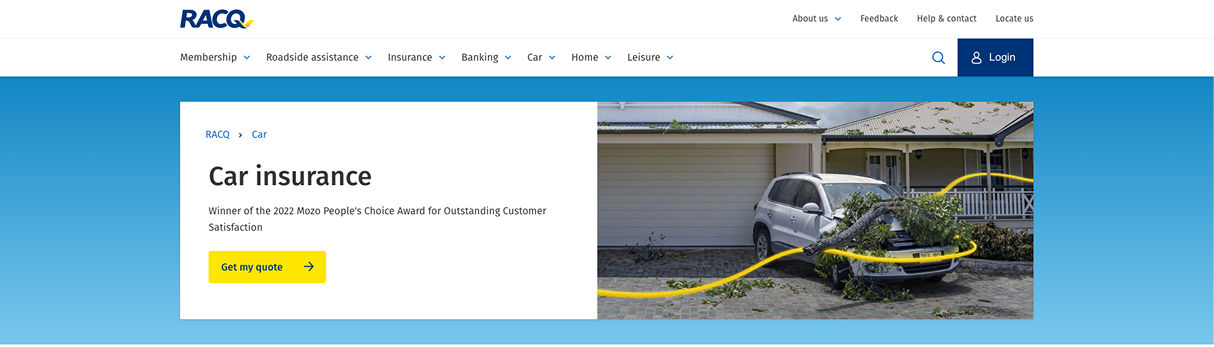 RACQ
About us
Feedback
Help & contact
Locate us
Membership
Roadside assistance
Insurance
Banking
Car
Home
Leisure
Login
RACQ › Car
Car insurance
Winner of the 2022 Mozo People's Choice Award for Outstanding Customer
Satisfaction
Get my quote